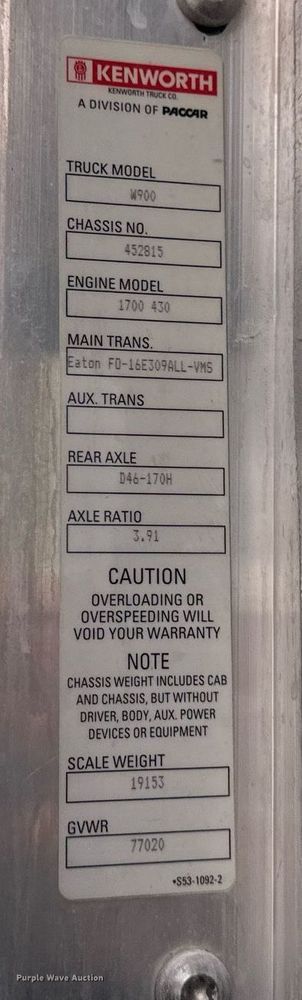 KENWORTH
KENWORTH TRUCK CO.
A DIVISION OF PACCAR
TRUCK MODEL
W900
CHASSIS NO.
452815
ENGINE MODEL
1700 430
MAIN TRANS.
Eaton FO-16E309ALL-VMS
AUX. TRANS
REAR AXLE
D46-170H
AXLE RATIO
3.91
CAUTION
OVERLOADING OR
OVERSPEEDING WILL
VOID YOUR WARRANTY
NOTE
CHASSIS WEIGHT INCLUDES CAB
AND CHASSIS, BUT WITHOUT
DRIVER, BODY, AUX. POWER
DEVICES OR EQUIPMENT
SCALE WEIGHT
19153
GVWR
77020
•S53-1092-2
Purple Wave Auction